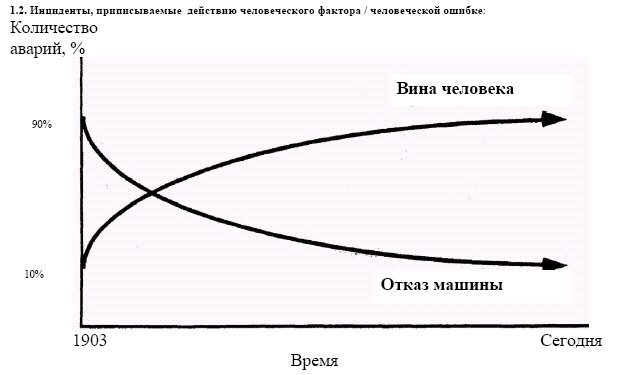 1.2. Инциденты, приписываемые действию человеческого фактора / человеческой ошибке:
Количество
аварий, %
Вина человека
90%
10%
Отказ машины
1903
Сегодня
Время